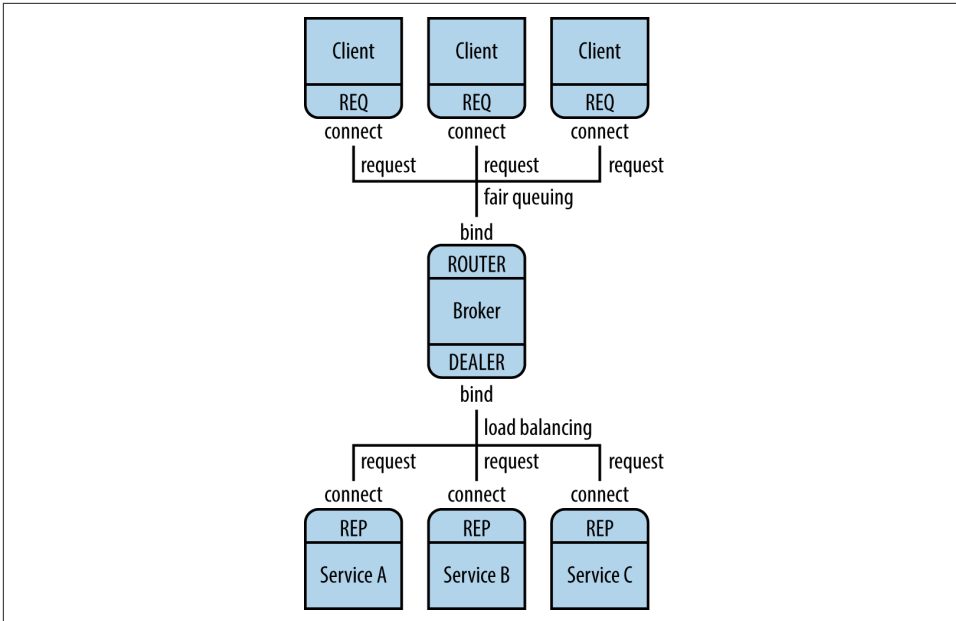 Client Client Client
REQ REQ REQ
connect connect connect
request request request
fair queuing
bind
ROUTER
Broker
DEALER
bind
load balancing
request request request
connect connect connect
REP REP REP
Service A Service B Service C